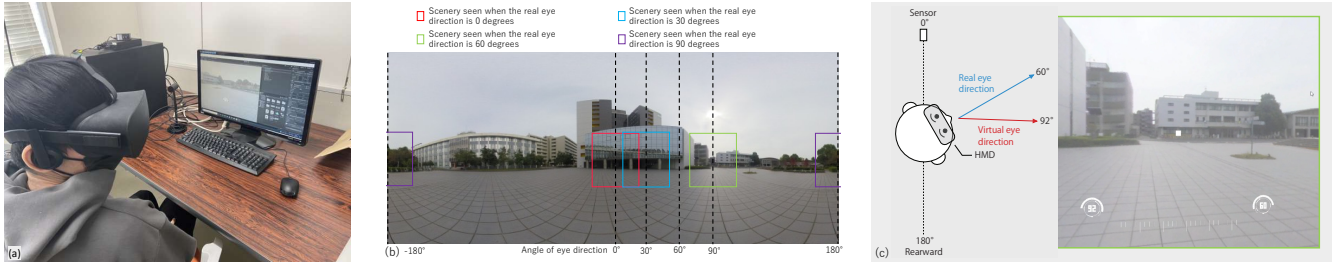 (a)
Scenery seen when the real eye
direction is 0 degrees
Scenery seen when the real eye
direction is 30 degrees
Scenery seen when the real eye
direction is 60 degrees
Scenery seen when the real eye
direction is 90 degrees
(b)
-180° Angle of eye direction 0° 30° 60° 90° 180°
Sensor
0°
Real eye
direction
60°
92°
Virtual eye
direction
HMD
180°
Rearward
(c)
92
60